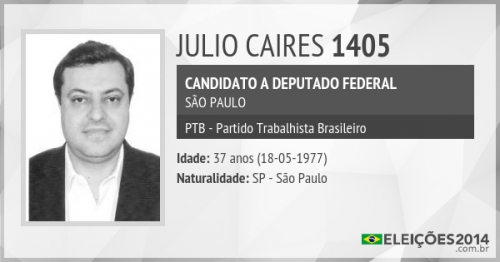 JULIO CAIRES 1405
CANDIDATO A DEPUTADO FEDERAL
SÃO PAULO
PTB - Partido Trabalhista Brasileiro
Idade: 37 anos (18-05-1977)
Naturalidade: SP - São Paulo
ELEIÇÕES2014
.com.br